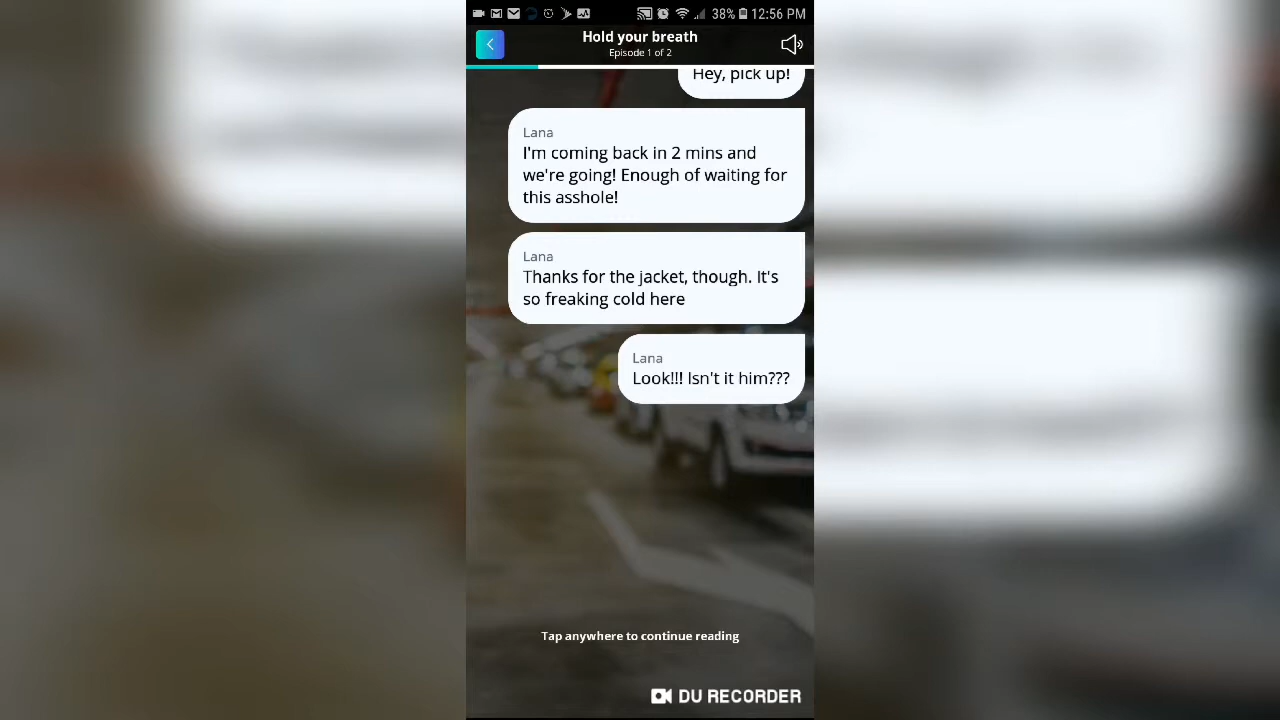 38% 12:56 PM
Hold your breath
Episode 1 of 2
Hey, pick up!
Lana
I'm coming back in 2 mins and
we're going! Enough of waiting for
this asshole!
Lana
Thanks for the jacket, though. It's
so freaking cold here
Lana
Look!!! Isn't it him???
Tap anywhere to continue reading
DU RECORDER